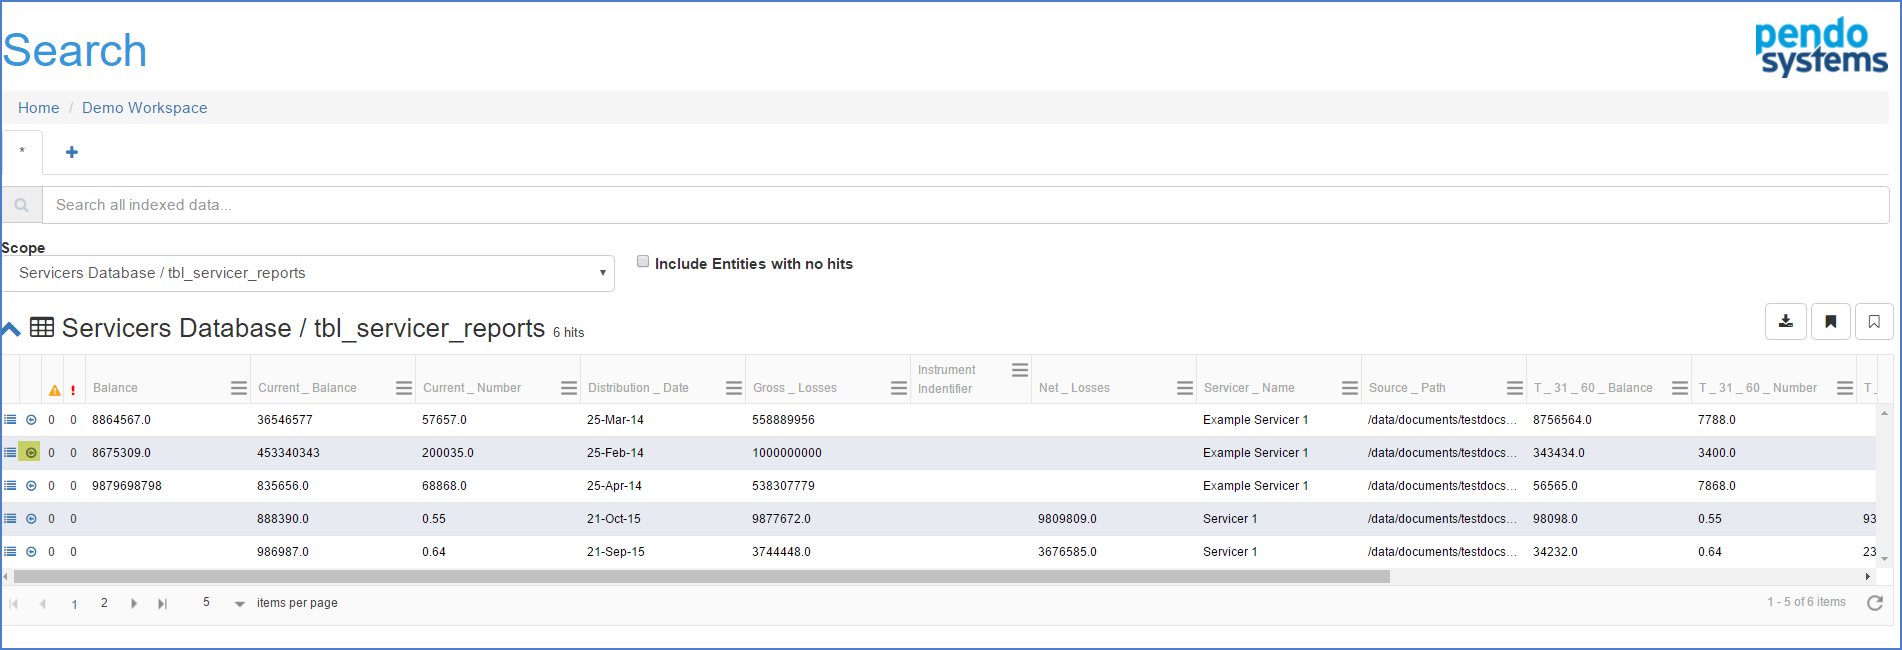 Search
pendo
systems
Home / Demo Workspace
*
Search all indexed data...
Scope
Servicers Database / tbl_servicer_reports
Include Entities with no hits
Servicers Database / tbl_servicer_reports 6 hits
Balance Current _ Balance Current _ Number Distribution _ Date Gross _ Losses Instrument Indentifier Net _ Losses Servicer _ Name Source _ Path T _ 31 _ 60 _ Balance T _ 31 _ 60 _ Number T_
0 0 8864567.0 36546577 57657.0 25-Mar-14 558889956 Example Servicer 1 /data/documents/testdocs... 8756564.0 7788.0
0 0 8675309.0 453340343 200035.0 25-Feb-14 1000000000 Example Servicer 1 /data/documents/testdocs... 343434.0 3400.0
0 0 9879698798 835656.0 68868.0 25-Apr-14 538307779 Example Servicer 1 /data/documents/testdocs... 56565.0 7868.0
0 0 888390.0 0.55 21-Oct-15 9877672.0 9809809.0 Servicer 1 /data/documents/testdocs... 98098.0 0.55 93
0 0 986987.0 0.64 21-Sep-15 3744448.0 3676585.0 Servicer 1 /data/documents/testdocs... 34232.0 0.64 23
1 2 5 items per page 1 - 5 of 6 items